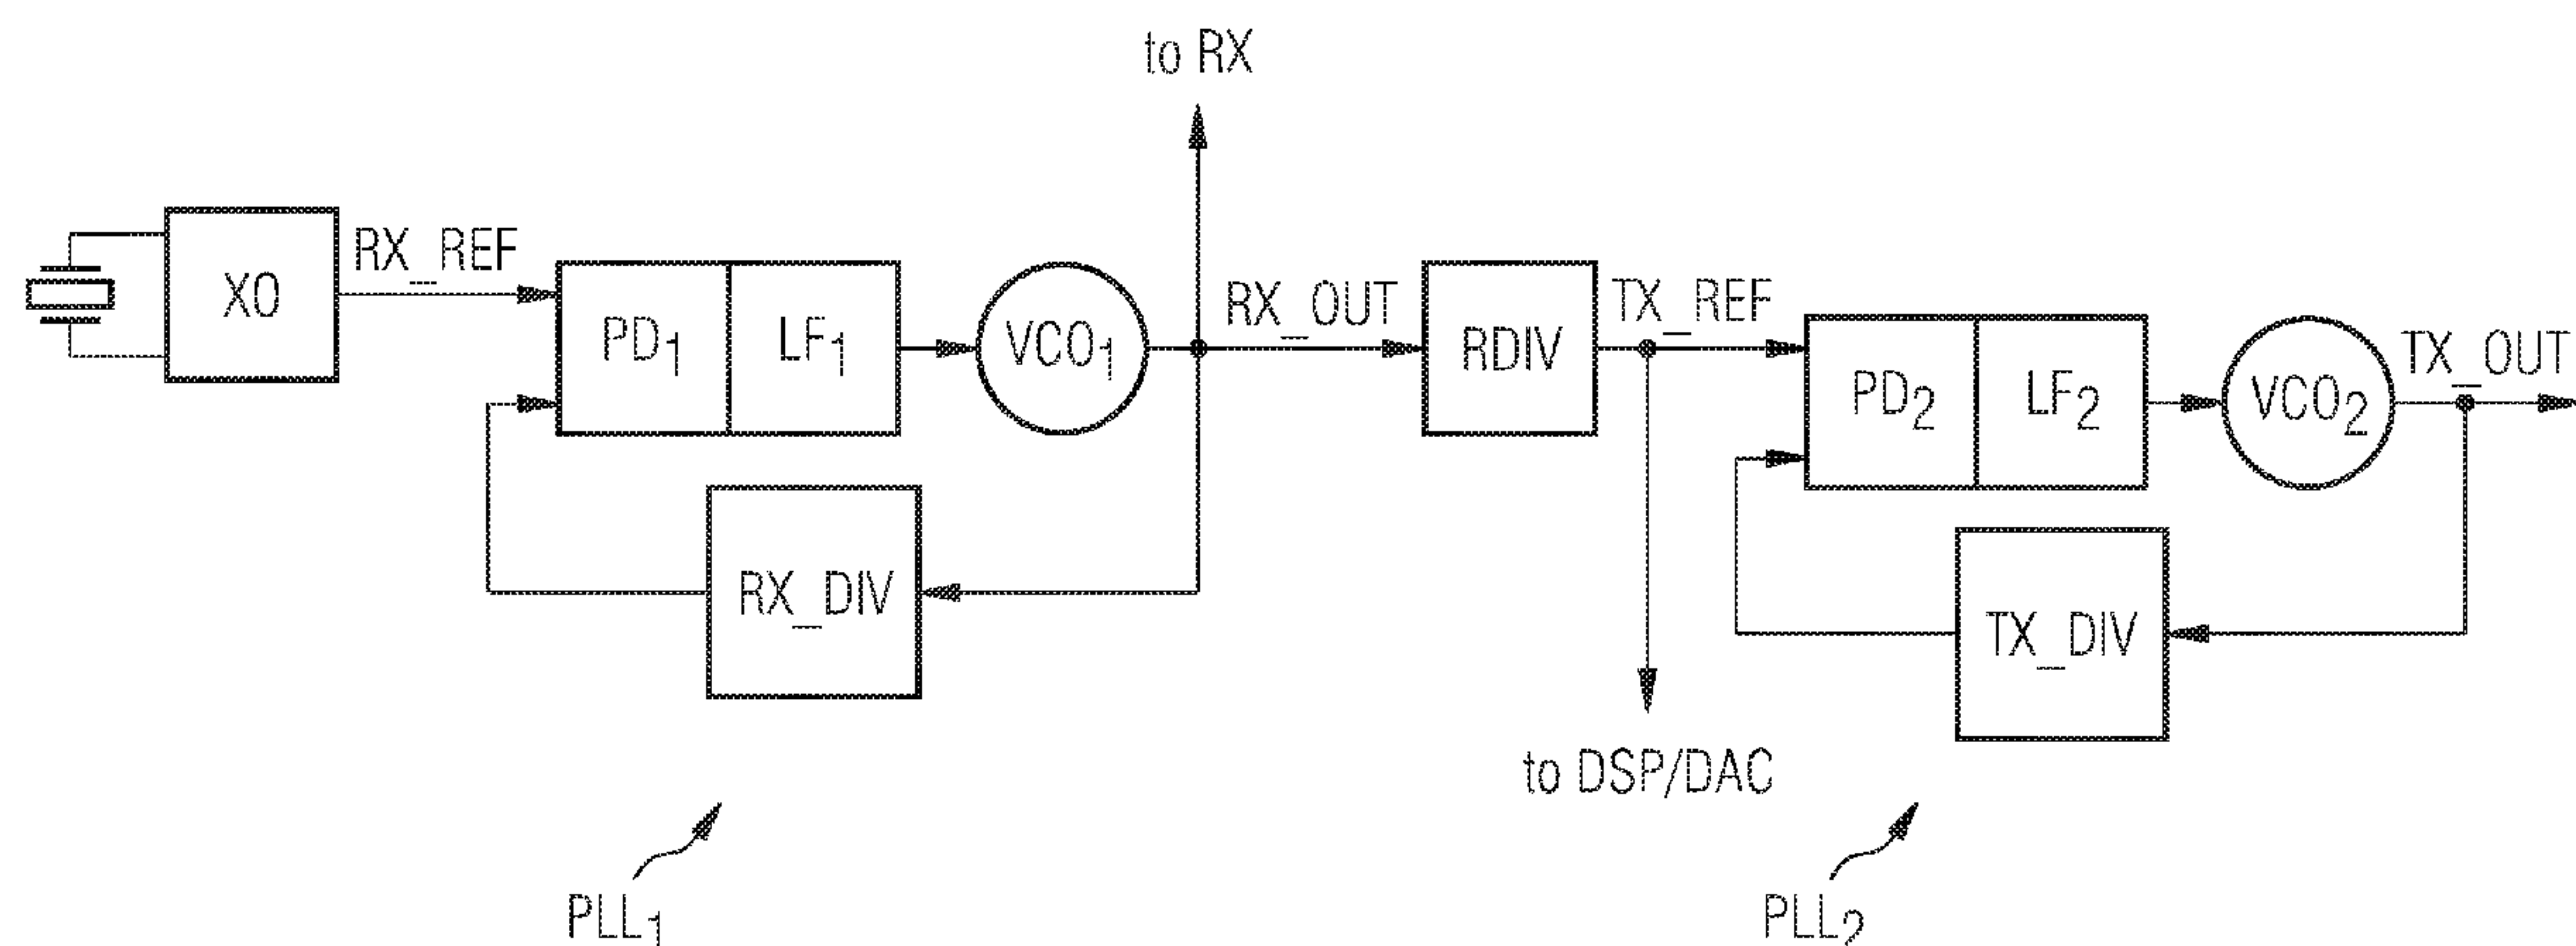 to RX
XO
RX_REF
PD1
LF1
VCO1
RX_OUT
RDIV
TX_REF
PD2
LF2
VCO2
TX_OUT
RX_DIV
TX_DIV
to DSP/DAC
PLL1
PLL2